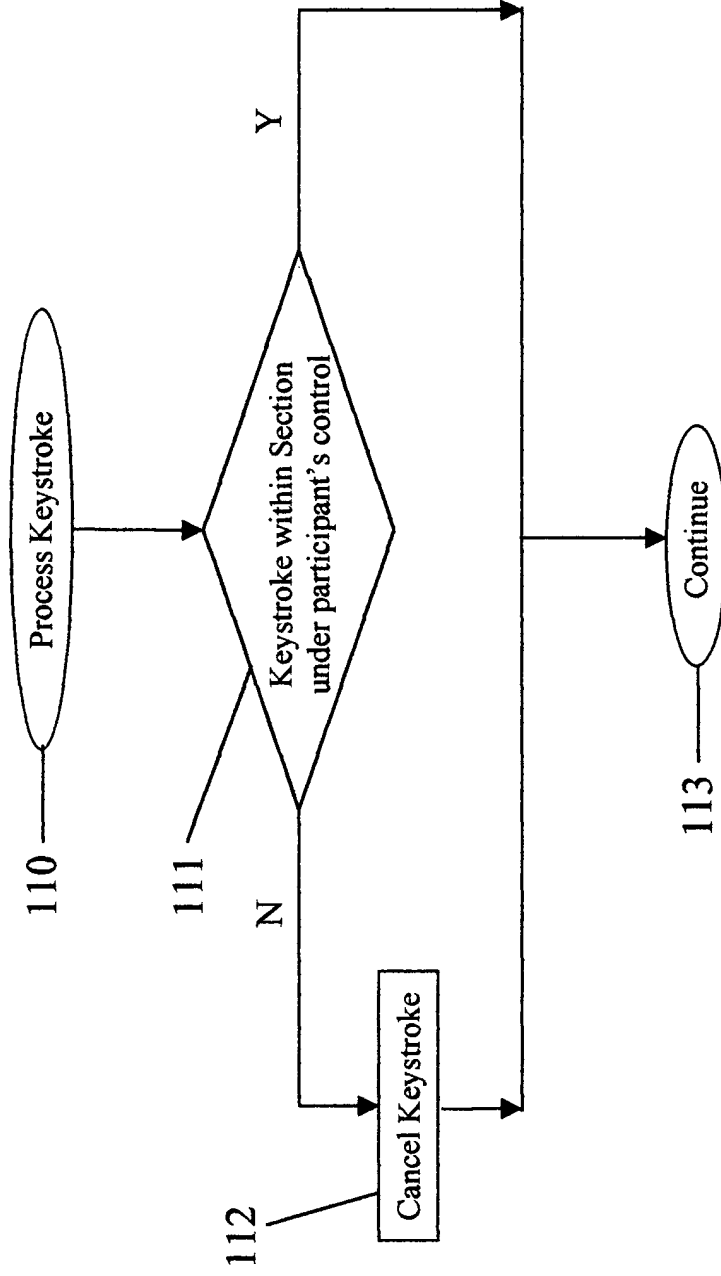 110
Process Keystroke
111
Keystroke within Section
under participant's control
N
Y
112
Cancel Keystroke
113
Continue